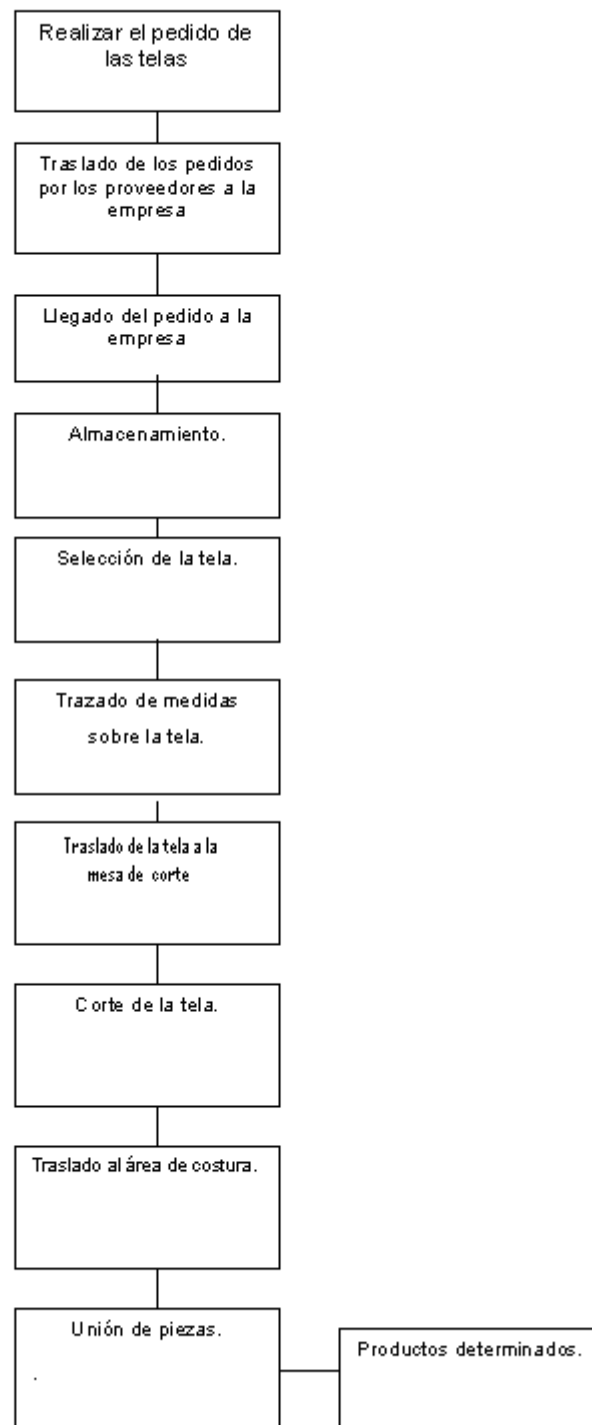 Realizar el pedido de
las telas
Traslado de los pedidos
por los proveedores a la
empresa
Llegado del pedido a la
empresa
Almacenamiento.
Selección de la tela.
Trazado de medidas
sobre la tela.
Traslado de la tela a la
mesa de corte
Corte de la tela.
Traslado al área de costura.
Unión de piezas.
.
Productos determinados.